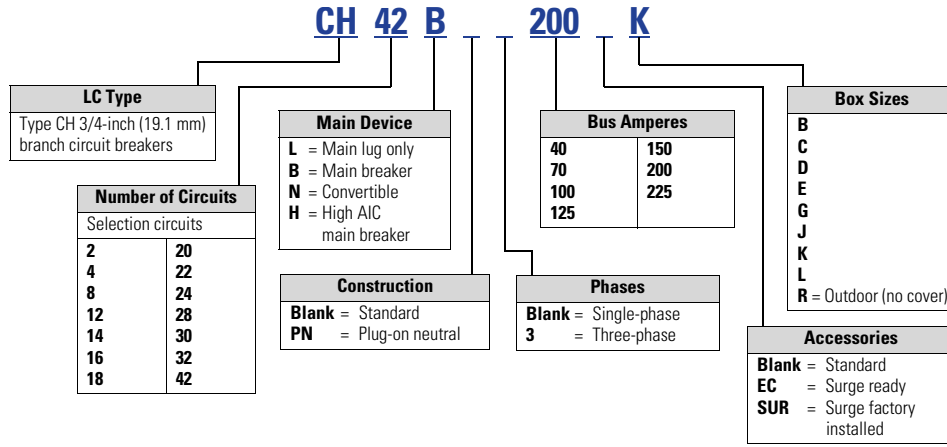 CH 42 B _ _ 200 _ K
LC Type
Type CH 3/4-inch (19.1 mm)
branch circuit breakers
Number of Circuits
Selection circuits
2 20
4 22
8 24
12 28
14 30
16 32
18 42
Main Device
L = Main lug only
B = Main breaker
N = Convertible
H = High AIC
main breaker
Construction
Blank = Standard
PN = Plug-on neutral
Phases
Blank = Single-phase
3 = Three-phase
Bus Amperes
40 150
70 200
100 225
125
Box Sizes
B
C
D
E
G
J
K
L
R = Outdoor (no cover)
Accessories
Blank = Standard
EC = Surge ready
SUR = Surge factory
installed